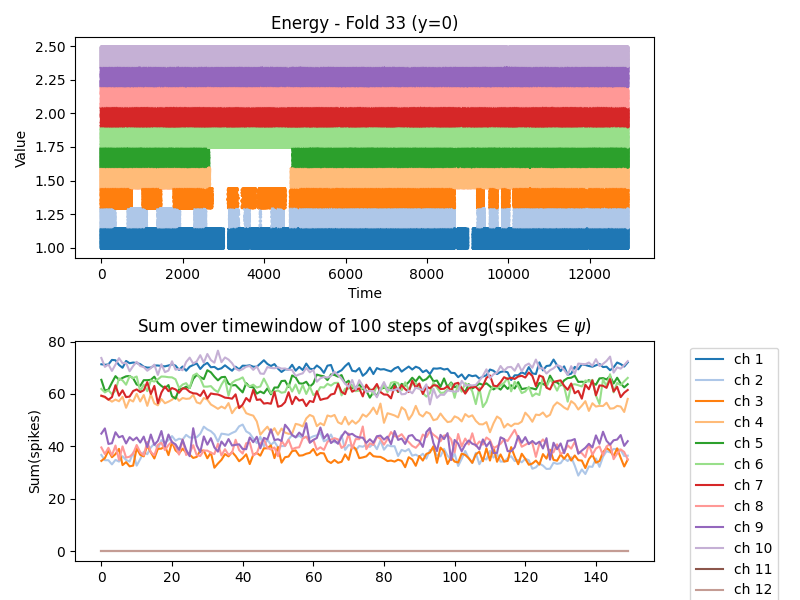 Energy - Fold 33 (y=0)
Value
2.50
2.25
2.00
1.75
1.50
1.25
1.00
0
2000
4000
6000
8000
10000
12000
Time
Sum over timewindow of 100 steps of avg(spikes ∈ψ)
Sum(spikes)
80
60
40
20
0
0
20
40
60
80
100
120
140
ch 1
ch 2
ch 3
ch 4
ch 5
ch 6
ch 7
ch 8
ch 9
ch 10
ch 11
ch 12